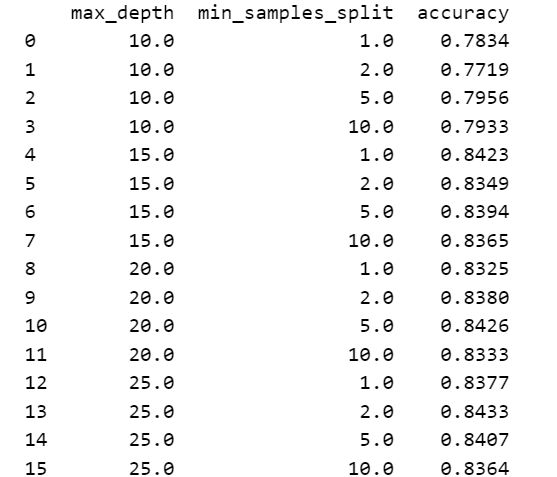 max_depth min_samples_split accuracy
0 10.0 1.0 0.7834
1 10.0 2.0 0.7719
2 10.0 5.0 0.7956
3 10.0 10.0 0.7933
4 15.0 1.0 0.8423
5 15.0 2.0 0.8349
6 15.0 5.0 0.8394
7 15.0 10.0 0.8365
8 20.0 1.0 0.8325
9 20.0 2.0 0.8380
10 20.0 5.0 0.8426
11 20.0 10.0 0.8333
12 25.0 1.0 0.8377
13 25.0 2.0 0.8433
14 25.0 5.0 0.8407
15 25.0 10.0 0.8364